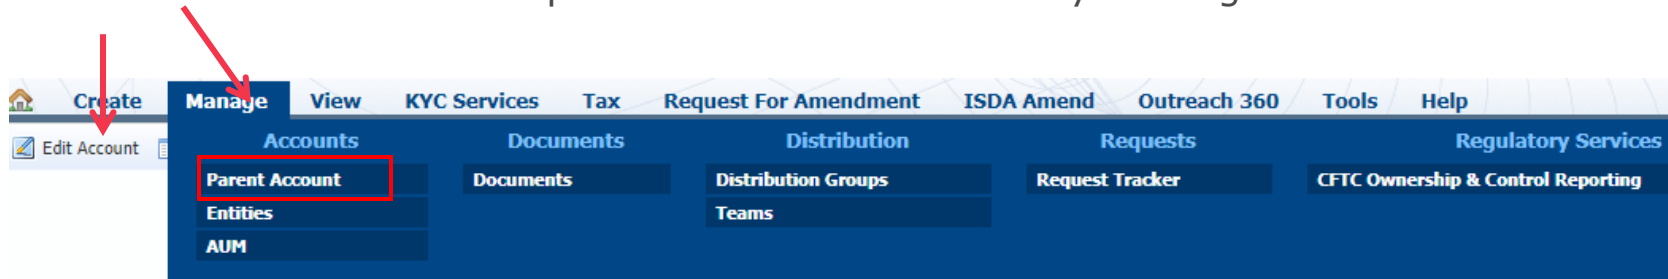 Create Manage View KYC Services Tax Request For Amendment ISDA Amend Outreach 360 Tools Help
Edit Account Accounts Documents Distribution Requests Regulatory Services
Parent Account Documents Distribution Groups Request Tracker CFTC Ownership & Control Reporting
Entities Teams
AUM